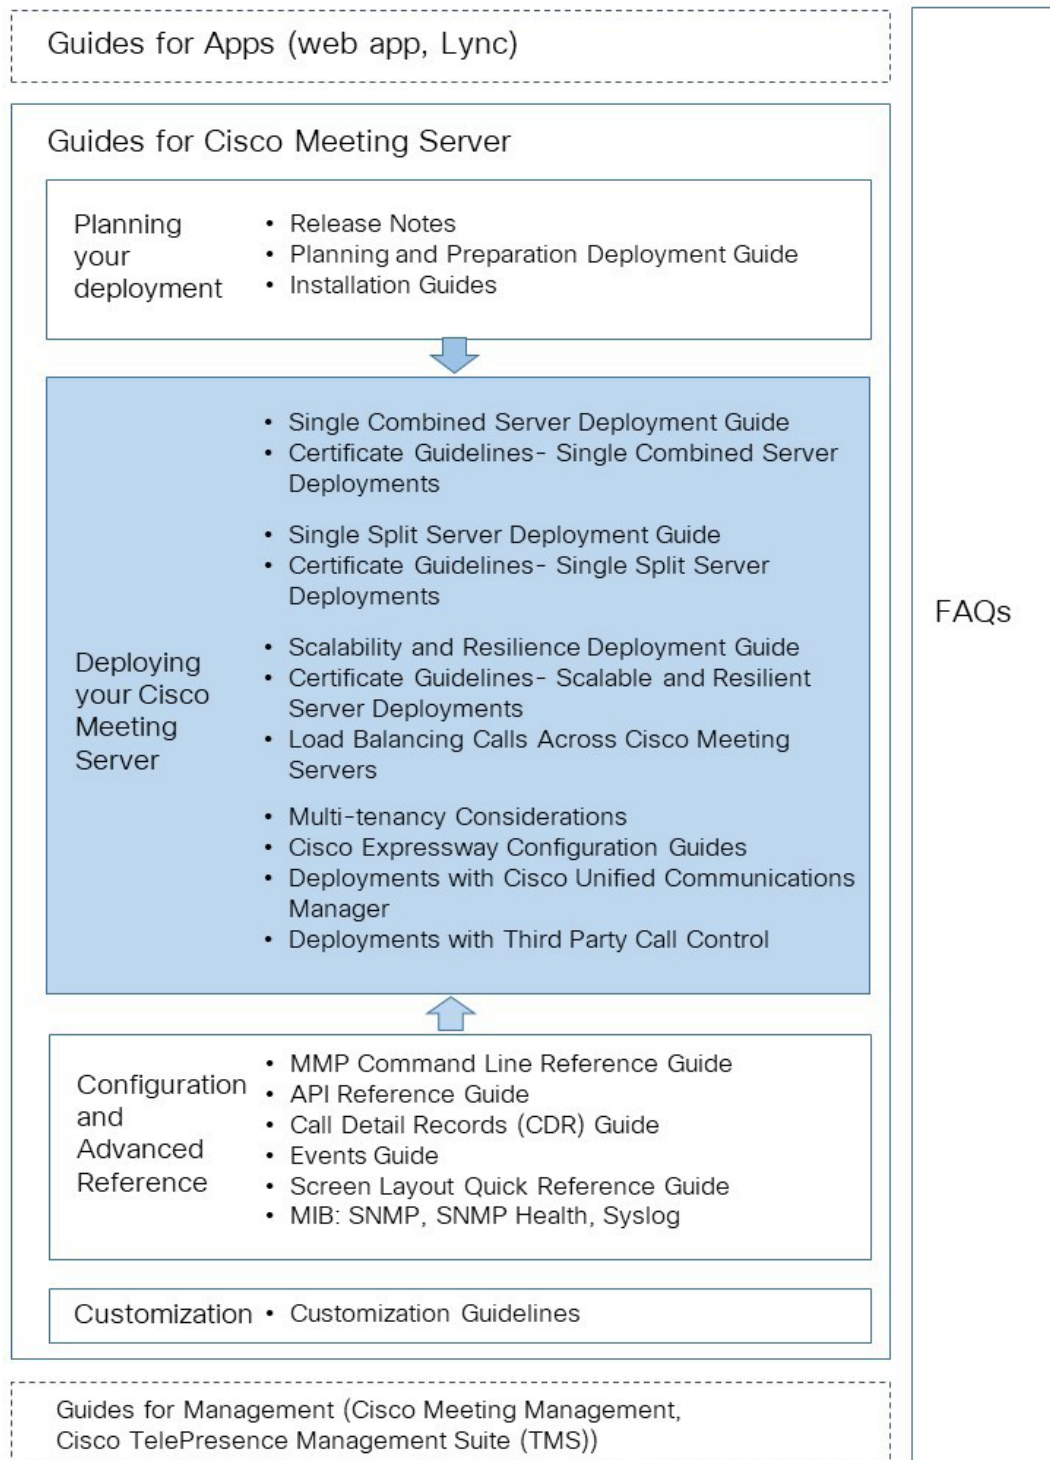 Guides for Apps (web app, Lync)
Guides for Cisco Meeting Server
Planning
your
deployment
• Release Notes
• Planning and Preparation Deployment Guide
• Installation Guides
Deploying
your Cisco
Meeting
Server
• Single Combined Server Deployment Guide
• Certificate Guidelines- Single Combined Server
Deployments
• Single Split Server Deployment Guide
• Certificate Guidelines- Single Split Server
Deployments
• Scalability and Resilience Deployment Guide
• Certificate Guidelines- Scalable and Resilient
Server Deployments
• Load Balancing Calls Across Cisco Meeting
Servers
• Multi-tenancy Considerations
• Cisco Expressway Configuration Guides
• Deployments with Cisco Unified Communications
Manager
• Deployments with Third Party Call Control
Configuration
and
Advanced
Reference
• MMP Command Line Reference Guide
• API Reference Guide
• Call Detail Records (CDR) Guide
• Events Guide
• Screen Layout Quick Reference Guide
• MIB: SNMP, SNMP Health, Syslog
Customization
• Customization Guidelines
Guides for Management (Cisco Meeting Management,
Cisco TelePresence Management Suite (TMS))
FAQs